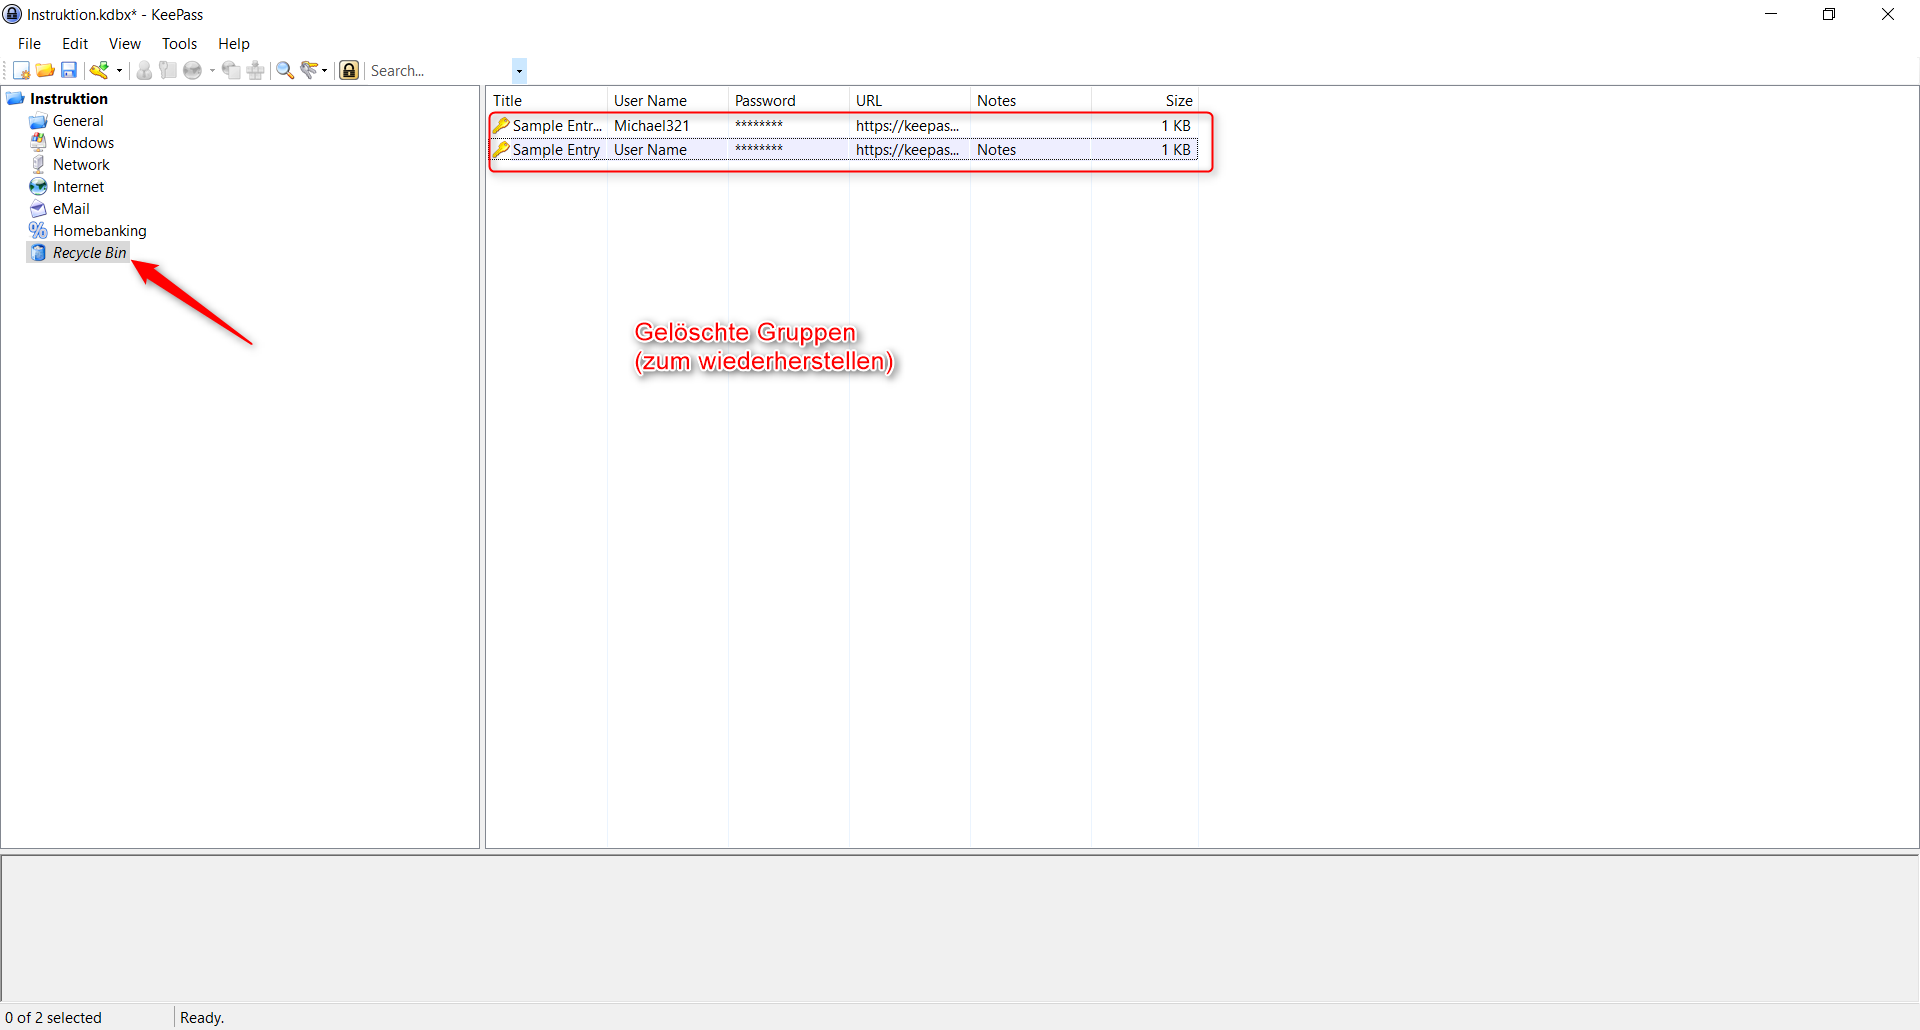 Instruktion.kdbx* - KeePass
File Edit View Tools Help
Search...
Instruktion
General
Windows
Network
Internet
eMail
Homebanking
Recycle Bin
Title User Name Password URL Notes Size
Sample Entr... Michael321 ******** https://keepas... 1 KB
Sample Entry User Name ******** https://keepas... Notes 1 KB
Gelöschte Gruppen
(zum wiederherstellen)
0 of 2 selected Ready.